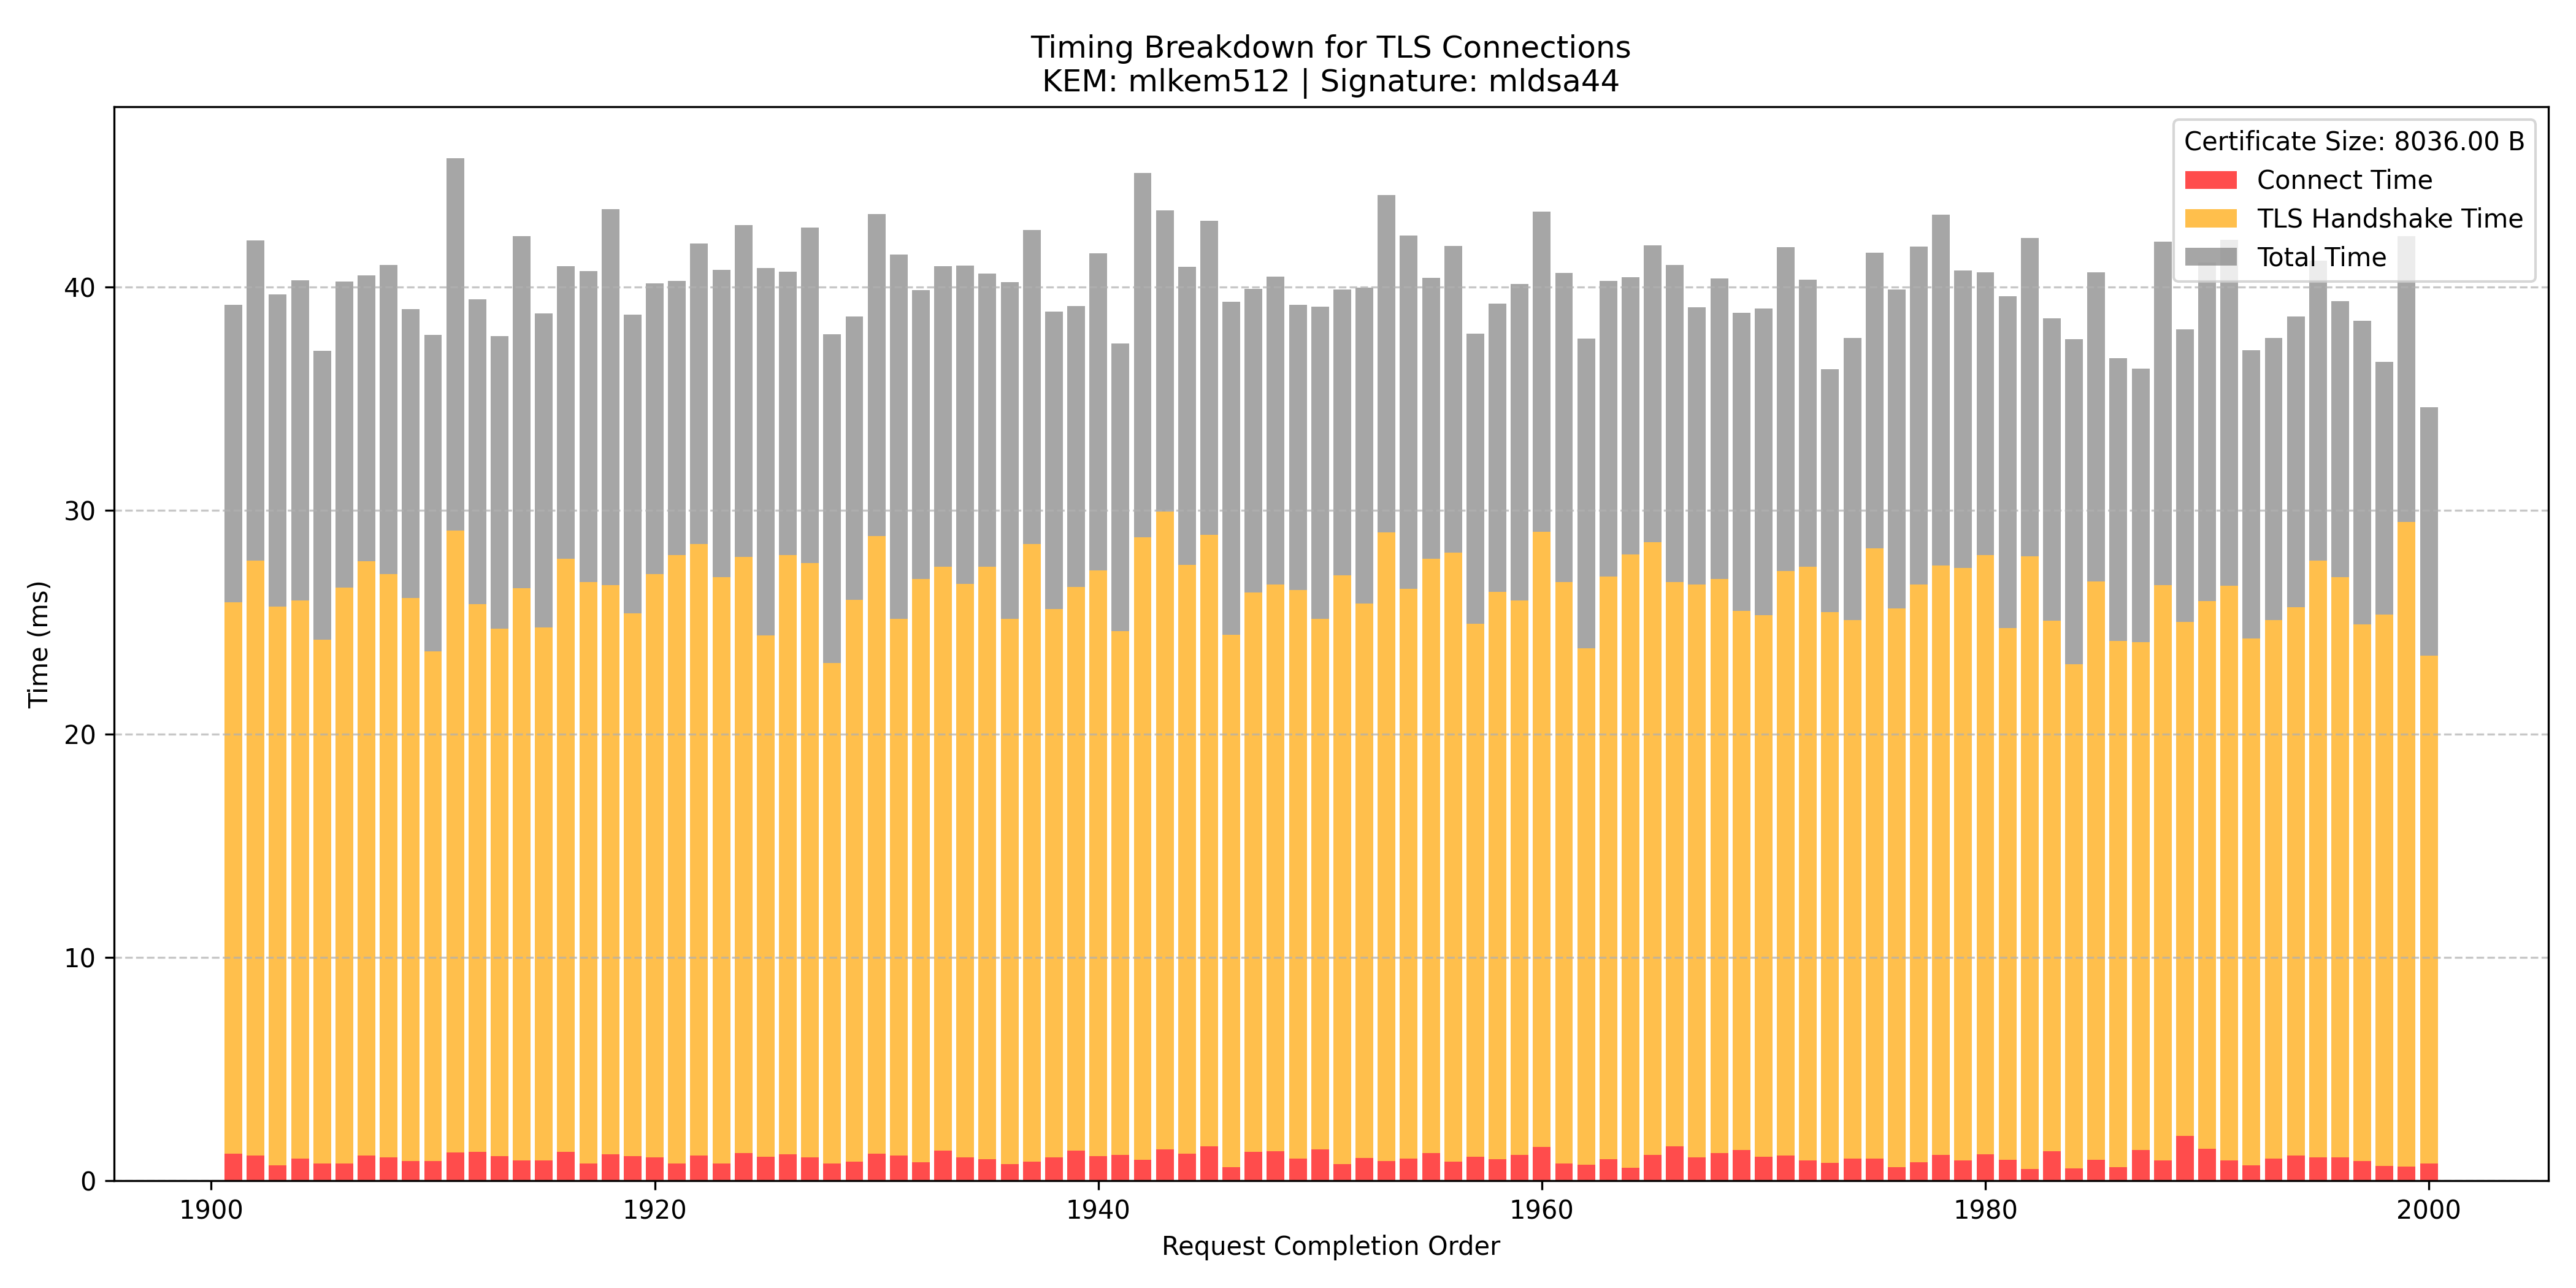 Timing Breakdown for TLS Connections
KEM: mlkem512 | Signature: mldsa44
Certificate Size: 8036.00 B
Connect Time
TLS Handshake Time
Total Time
Time (ms)
40
30
20
10
0
1900 1920 1940 1960 1980 2000
Request Completion Order